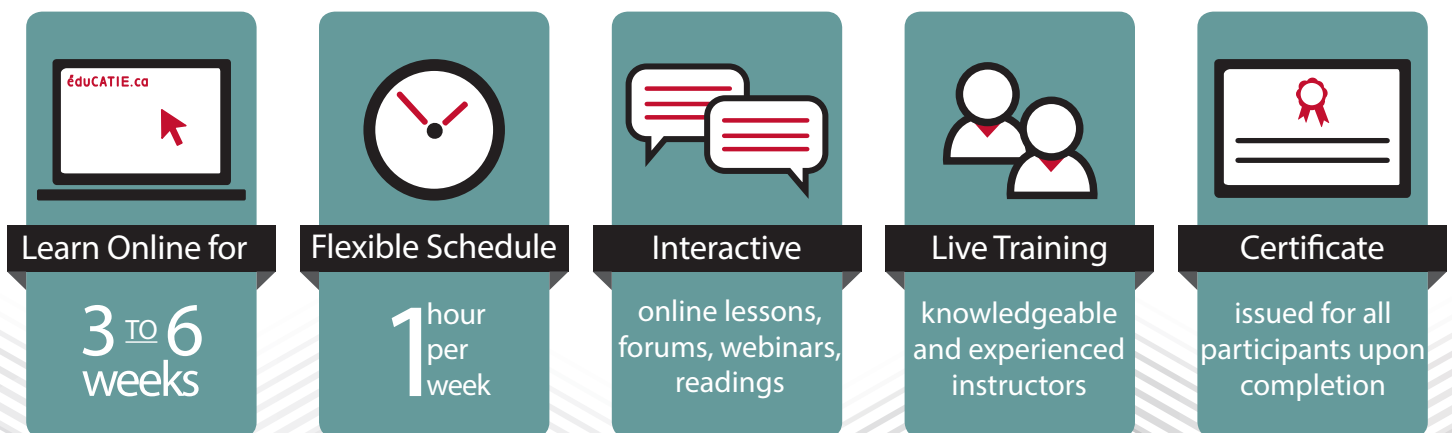 éduCATIE.ca
Learn Online for
3 TO 6
weeks
Flexible Schedule
1 hour
per
week
Interactive
online lessons,
forums, webinars,
readings
Live Training
knowledgeable
and experienced
instructors
Certificate
issued for all
participants upon
completion